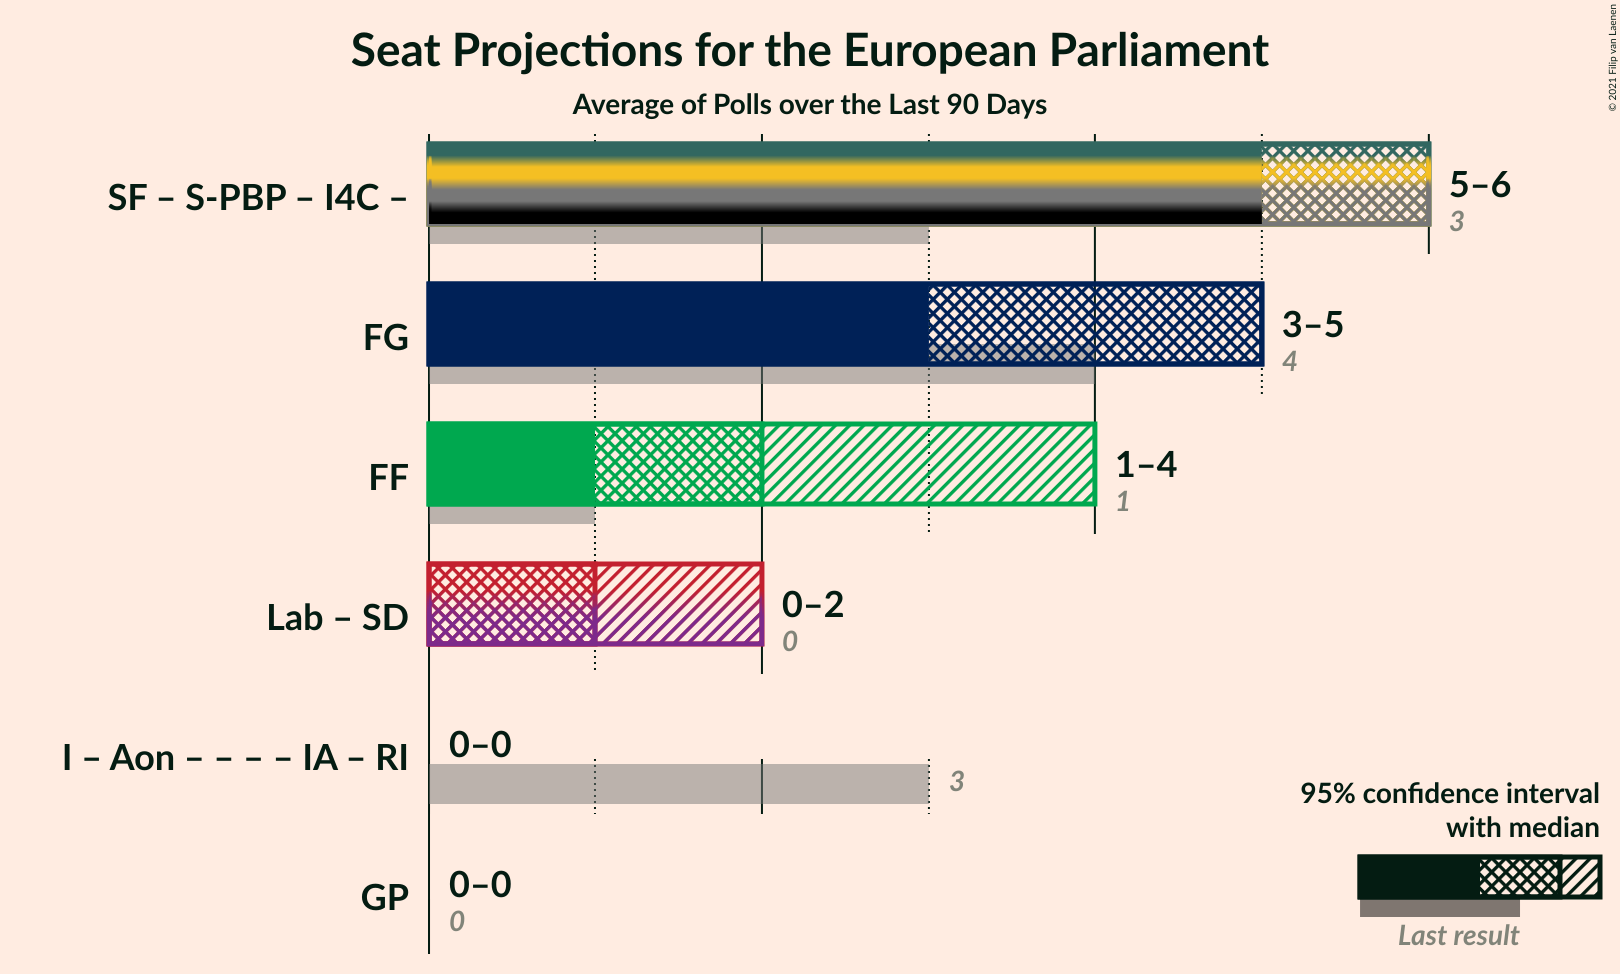 Seat Projections for the European Parliament
Average of Polls over the Last 90 Days
© 2021 Filip van Laenen
SF – S-PBP – I4C –
5–6
3
FG
3–5
4
FF
1–4
1
Lab – SD
0–2
0
I – Aon – – – – IA – RI
0–0
3
GP
0–0
0
95% confidence interval
with median
Last result